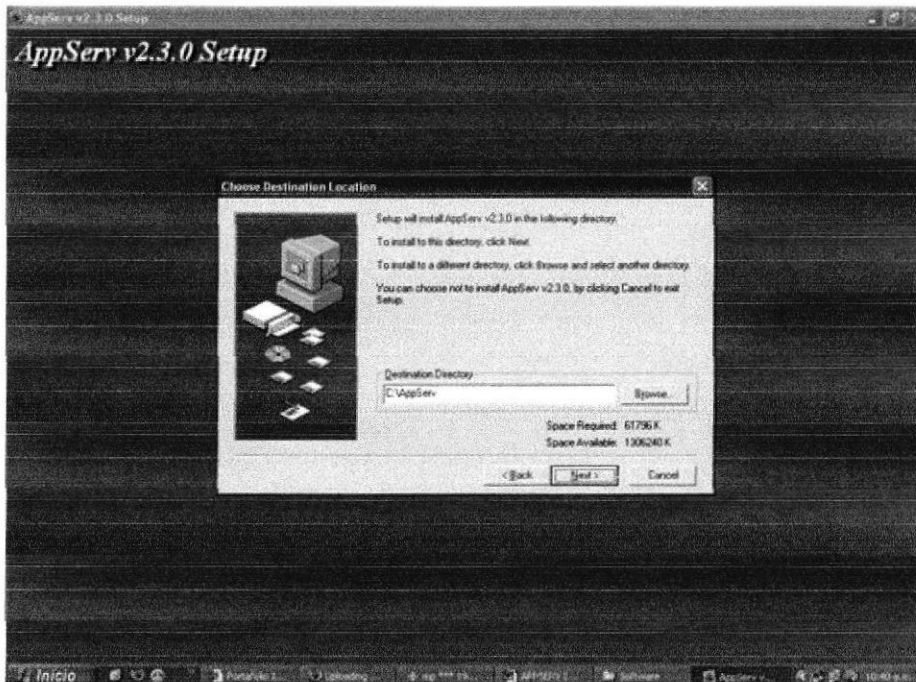 AppServ v2.3.0 Setup
AppServ v2.3.0 Setup
Choose Destination Location
Setup will install AppServ v2.3.0 in the following directory.
To install to this directory, click Next.
To install to a different directory, click Browse and select another directory.
You can choose not to install AppServ v2.3.0, by clicking Cancel to exit
Setup.
Destination Directory
C:\AppServ
Browse...
Space Required: 61796 K
Space Available: 1306240 K
< Back
Next >
Cancel
Inicio
Uploading
Software
AppServ v...